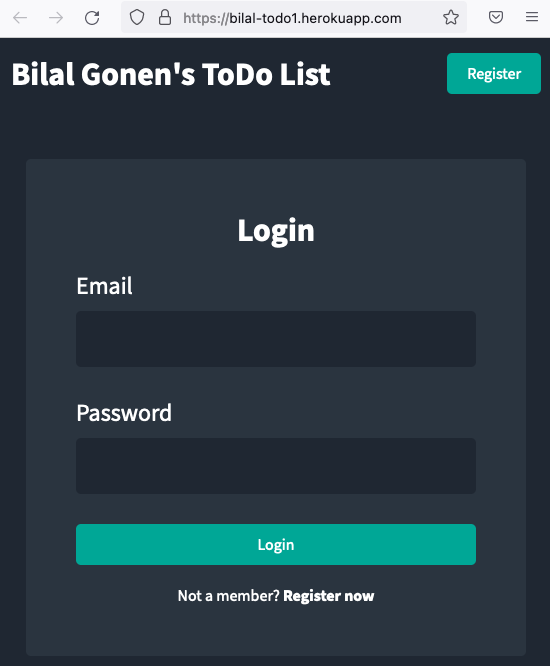 https://bilal-todo1.herokuapp.com
Bilal Gonen's ToDo List
Register
Login
Email
Password
Login
Not a member? Register now